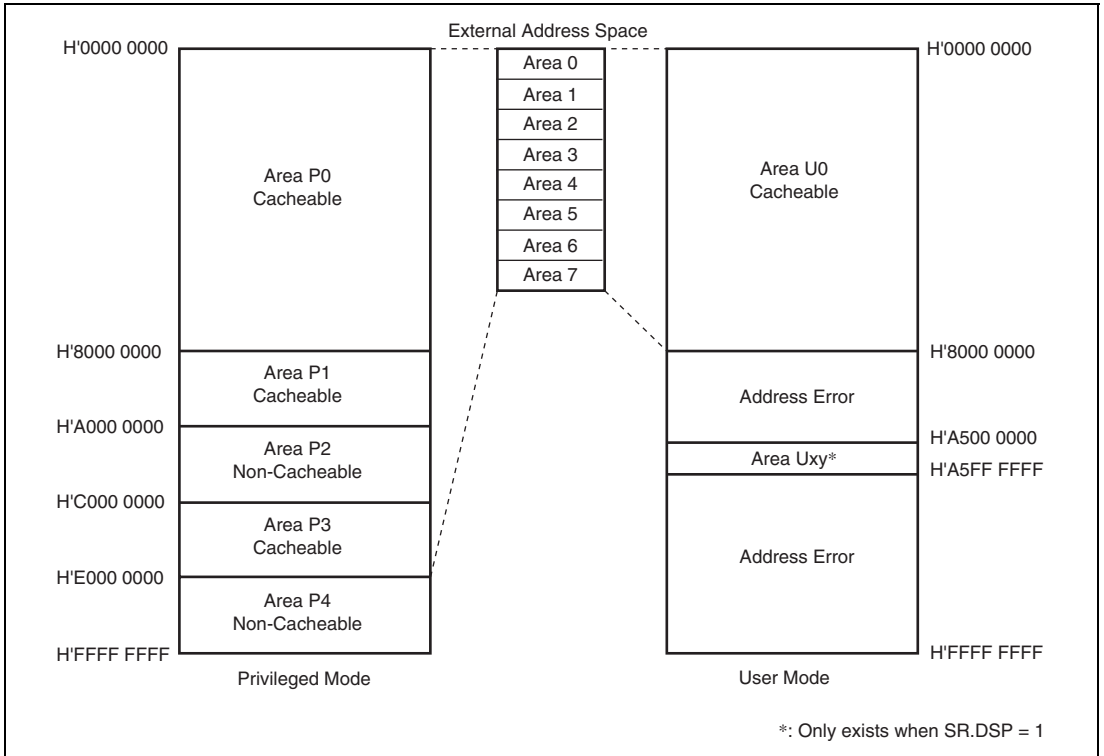 External Address Space
H'0000 0000
Area P0
Cacheable
H'8000 0000
Area P1
Cacheable
H'A000 0000
Area P2
Non-Cacheable
H'C000 0000
Area P3
Cacheable
H'E000 0000
Area P4
Non-Cacheable
H'FFFF FFFF
Privileged Mode
Area 0
Area 1
Area 2
Area 3
Area 4
Area 5
Area 6
Area 7
H'0000 0000
Area U0
Cacheable
H'8000 0000
Address Error
H'A500 0000
Area Uxy*
H'A5FF FFFF
Address Error
H'FFFF FFFF
User Mode
*: Only exists when SR.DSP = 1